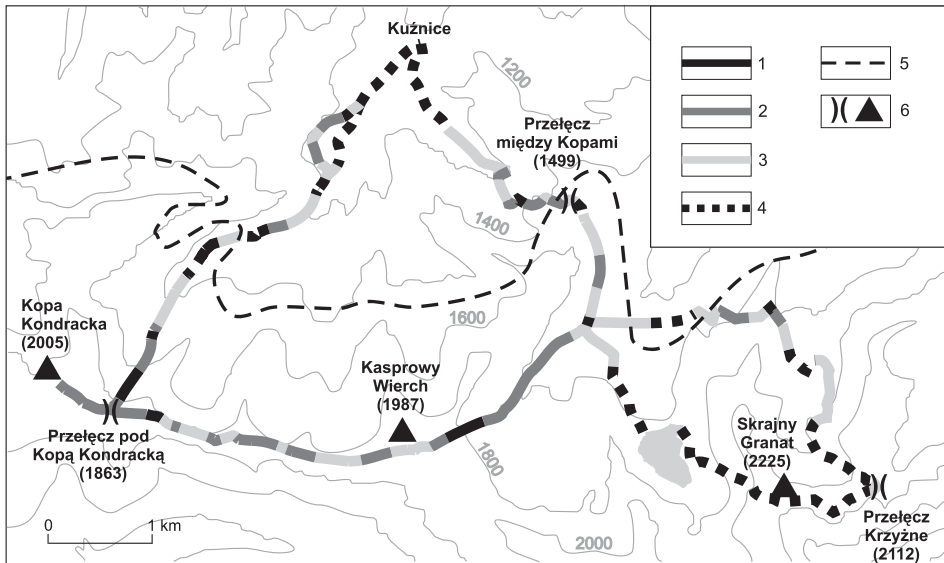 Kuźnice
1200
Przełęcz
między Kopami
(1499)
1400
1600
Kopa
Kondracka
(2005)
Kasprowy
Wierch
(1987)
Przełęcz pod
Kopą Kondracką
(1863)
1800
Skrajny
Granat
(2225)
Przełęcz
Krzyżne
(2112)
2000
0 1 km
1
2
3
4
5
6